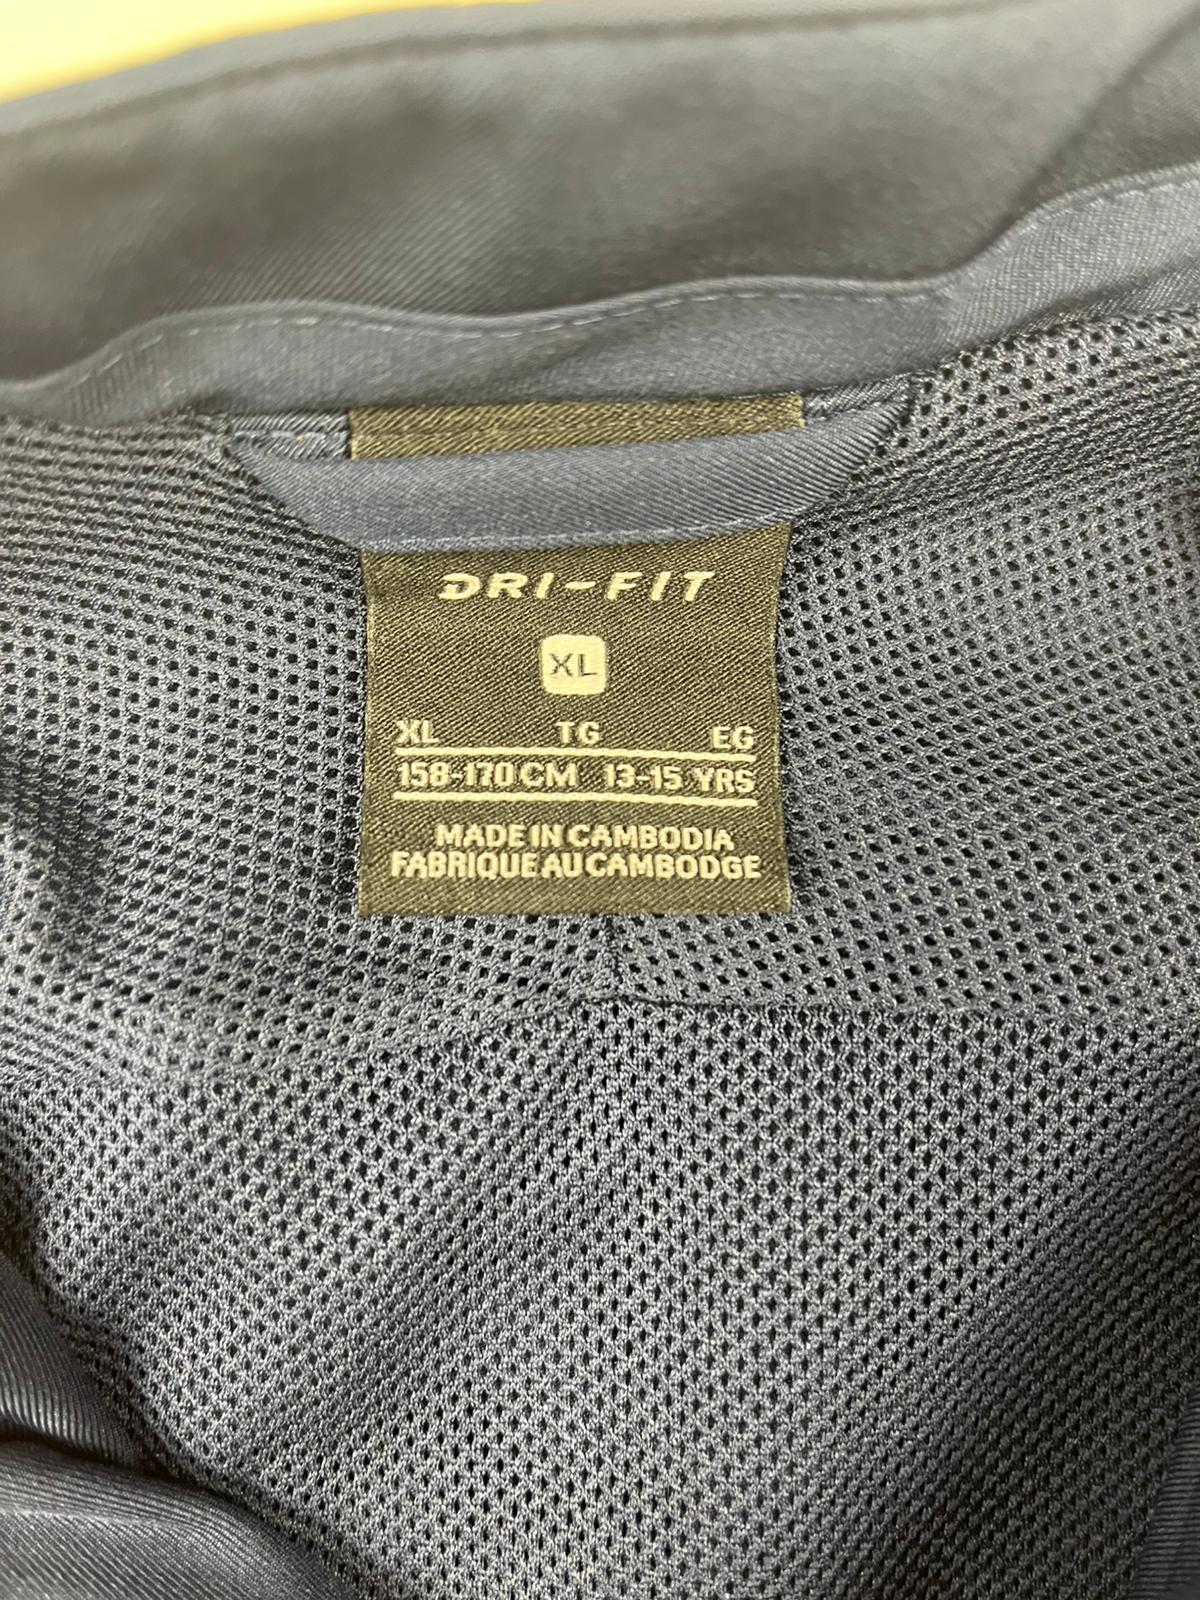 DRI-FIT
XL
XL TG EG
158-170 CM 13-15 YRS
MADE IN CAMBODIA
FABRIQUE AU CAMBODGE